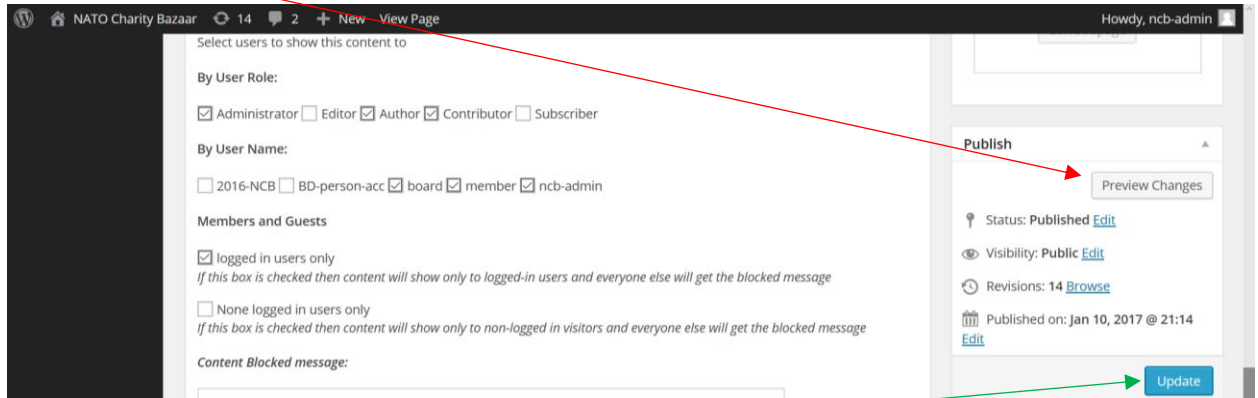 NATO Charity Bazaar 14 2 + New View Page Howdy, ncb-admin
Select users to show this content to
By User Role:
Administrator Editor Author Contributor Subscriber
By User Name:
2016-NCB BD-person-acc board member ncb-admin
Members and Guests
logged in users only
If this box is checked then content will show only to logged-in users and everyone else will get the blocked message
None logged in users only
If this box is checked then content will show only to non-logged in visitors and everyone else will get the blocked message
Content Blocked message:
Publish
Preview Changes
Status: Published Edit
Visibility: Public Edit
Revisions: 14 Browse
Published on: Jan 10, 2017 @ 21:14
Edit
Update